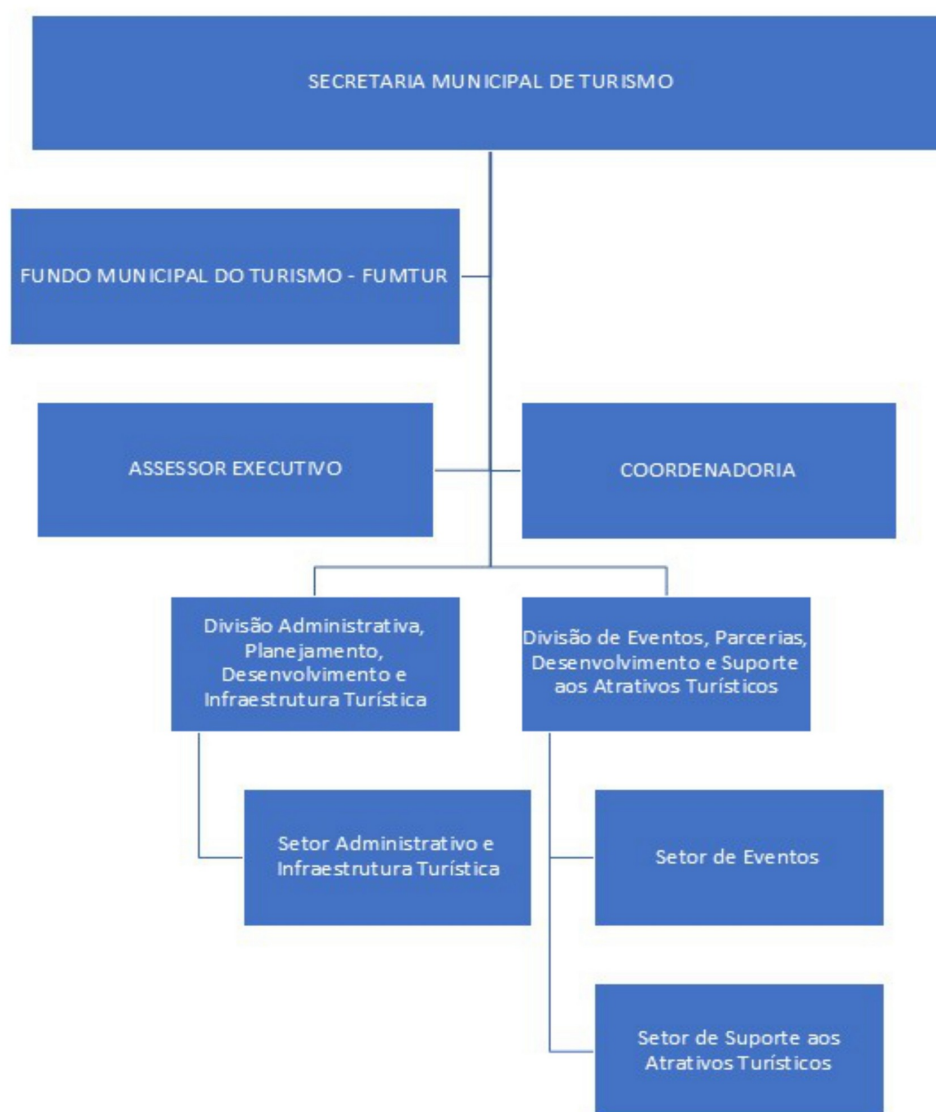 SECRETARIA MUNICIPAL DE TURISMO
FUNDO MUNICIPAL DO TURISMO - FUMTUR
ASSESSOR EXECUTIVO
COORDENADORIA
Divisão Administrativa,
Planejamento,
Desenvolvimento e
Infraestrutura Turística
Divisão de Eventos, Parcerias,
Desenvolvimento e Suporte
aos Atrativos Turísticos
Setor Administrativo e
Infraestrutura Turística
Setor de Eventos
Setor de Suporte aos
Atrativos Turísticos